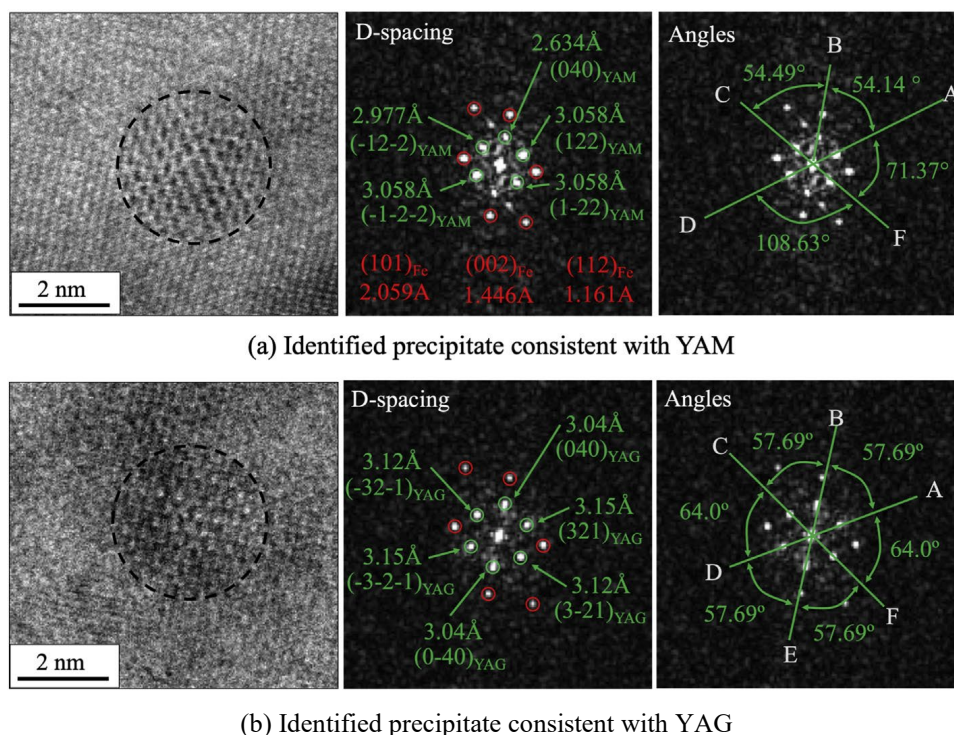 D-spacing
2.634Å
(040)YAM
2.977Å
(-12-2)YAM
3.058Å
(122)YAM
3.058Å
(-1-2-2)YAM
3.058Å
(1-22)YAM
(101)Fe (002)Fe (112)Fe
2.059A 1.446A 1.161A
Angles
B
54.49°
54.14 °
C
A
71.37°
D
F
108.63°
2 nm
(a) Identified precipitate consistent with YAM
D-spacing
3.04Å
(040)YAG
3.12Å
(-32-1)YAG
3.15Å
(321)YAG
3.15Å
(-3-2-1)YAG
3.12Å
(3-21)YAG
3.04Å
(0-40)YAG
Angles
B
57.69º
57.69º
C
A
64.0º
64.0º
D
57.69º
57.69º
F
E
2 nm
(b) Identified precipitate consistent with YAG